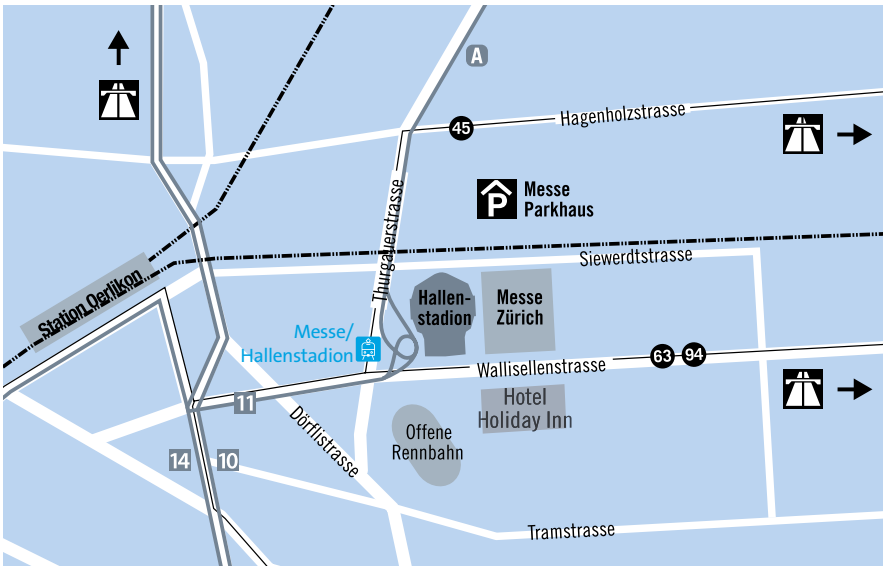 A
45
Hagenholzstrasse
P
Messe
Parkhaus
Thurgauerstrasse
Siewerdtstrasse
Station Oerlikon
Hallen-
stadion
Messe
Zürich
Messe/
Hallenstadion
63
94
Wallisellenstrasse
11
Hotel
Holiday Inn
Dörflistrasse
Offene
Rennbahn
14
10
Tramstrasse